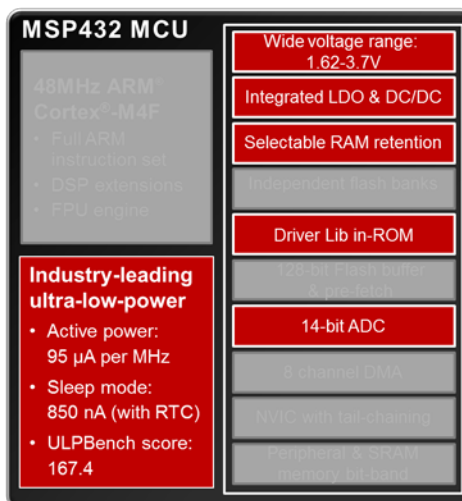 MSP432 MCU
48MHz ARM®
Cortex®-M4F
• Full ARM
instruction set
• DSP extensions
• FPU engine
Industry-leading
ultra-low-power
• Active power:
95 µA per MHz
• Sleep mode:
850 nA (with RTC)
• ULPBench score:
167.4
Wide voltage range:
1.62-3.7V
Integrated LDO & DC/DC
Selectable RAM retention
Independent flash banks
Driver Lib in-ROM
128-bit Flash buffer
& pre-fetch
14-bit ADC
8 channel DMA
NVIC with tail-chaining
Peripheral & SRAM
memory bit-band